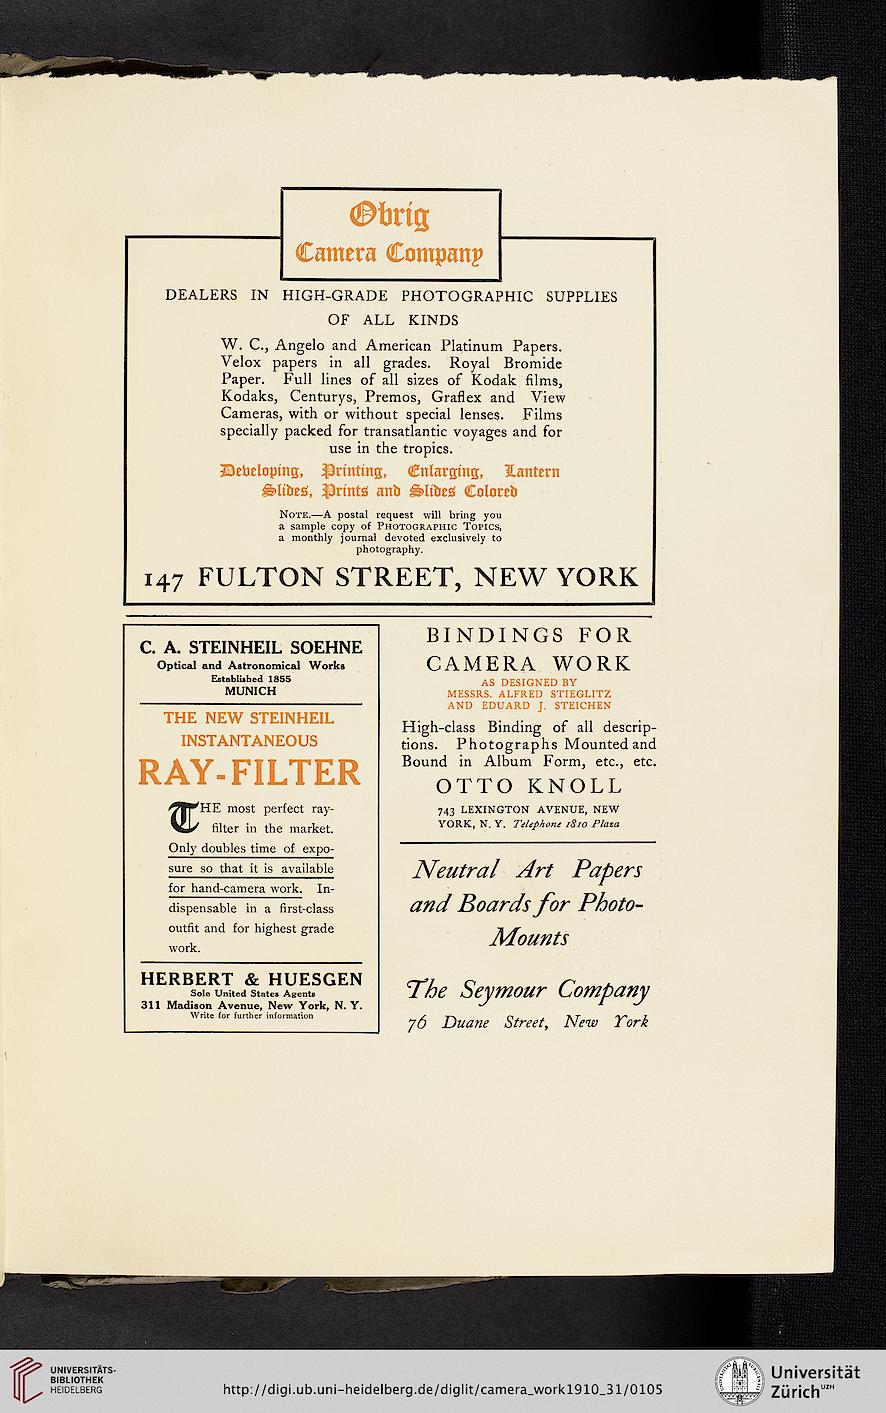 Obrig
Camera Company
DEALERS IN HIGH-GRADE PHOTOGRAPHIC SUPPLIES
OF ALL KINDS
W. C., Angelo and American Platinum Papers.
Velox papers in all grades. Royal Bromide
Paper. Full lines of all sizes of Kodak films,
Kodaks, Centurys, Premos, Graflex and View
Cameras, with or without special lenses. Films
specially packed for transatlantic voyages and for
use in the tropics.
Developing, Printing, Enlarging, Lantern
Slides, Prints and Slides Colored
NOTE.—A postal request will bring you
a sample copy of PHOTOGRAPHIC TOPICS,
a monthly journal devoted exclusively to
photography.
147 FULTON STREET, NEW YORK
C. A. STEINHEIL SOEHNE
Optical and Astronomical Works
Established 1855
MUNICH
THE NEW STEINHEIL
INSTANTANEOUS
RAY-FILTER
THE most perfect ray-
filter in the market.
Only doubles time of expo-
sure so that it is available
for hand-camera work. In-
dispensable in a first-class
outfit and for highest grade
work.
HERBERT & HUESGEN
Sole United States Agents
311 Madison Avenue, New York, N. Y.
Write for further information
BINDINGS FOR
CAMERA WORK
AS DESIGNED BY
MESSRS. ALFRED STIEGLITZ
AND EDUARD J. STEICHEN
High-class Binding of all descrip-
tions. Photographs Mounted and
Bound in Album Form, etc., etc.
OTTO KNOLL
743 LEXINGTON AVENUE, NEW
YORK, N. Y. Telephone 1810 Plaza
Neutral Art Papers
and Boards for Photo-
Mounts
The Seymour Company
76 Duane Street, New York
UNIVERSITÄTS-
BIBLIOTHEK
HEIDELBERG
http://digi.ub.uni-heidelberg.de/diglit/camera_work1910_31/0105
Universität
Zürich UZH